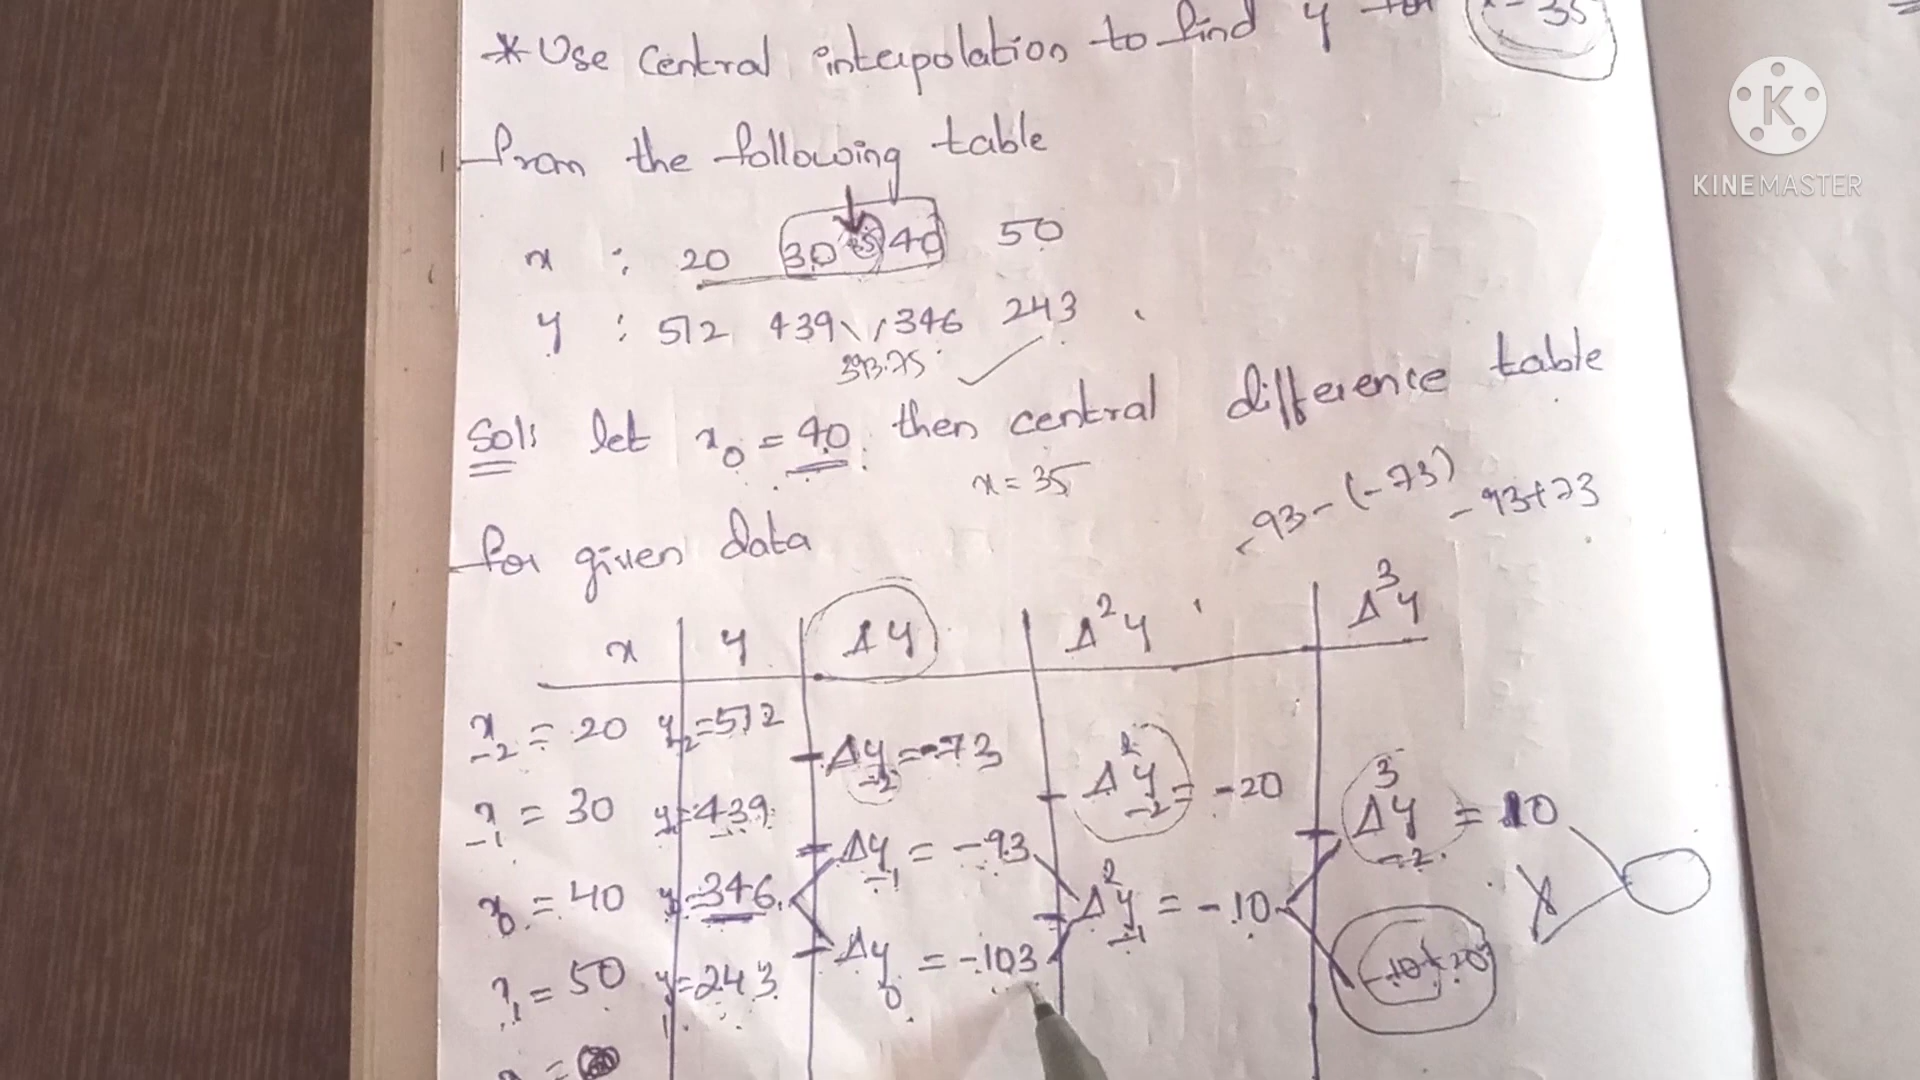 * Use Central interpolation to find y for x = 35
from the following table
x : 20 30 35 40 50
y : 512 439 346 243
393.75
Sol: let x₀ = 40. then central difference table
x = 35
-93-(-73) -93+73
for given data
x y Δy Δ²y Δ³y
x₋₂ = 20 y₋₂=512
Δy₋₂=-73
Δ²y₋₂= -20
x₋₁ = 30 y=439
Δ³y₋₂ = 10
Δy₋₁ = -93
x₀ = 40 y=346
Δ²y₋₁ = -10
Δy₀ = -103
-10+20
x₁ = 50 y₁=243
KINEMASTER